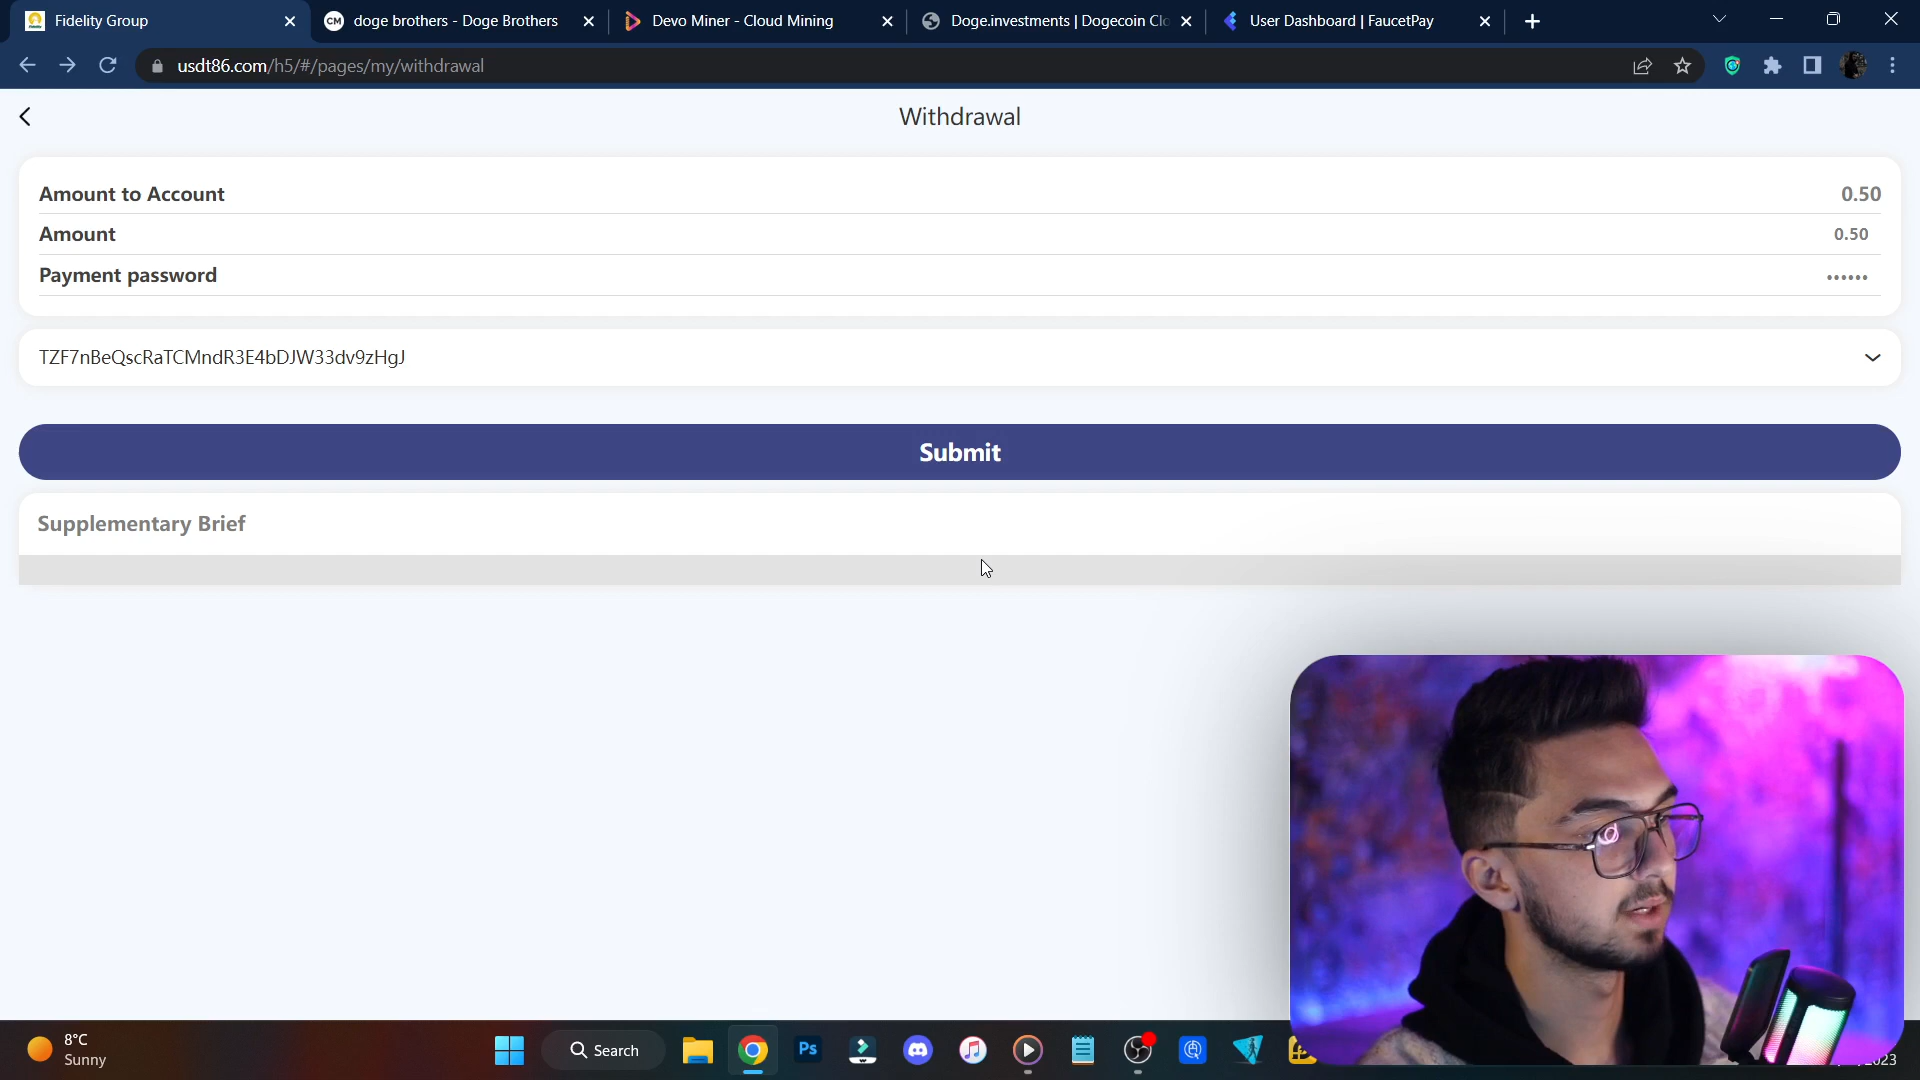 Fidelity Group
doge brothers - Doge Brothers
Devo Miner - Cloud Mining
Doge.investments | Dogecoin Clo
User Dashboard | FaucetPay
usdt86.com/h5/#/pages/my/withdrawal
Withdrawal
Amount to Account 0.50
Amount 0.50
Payment password ••••••
TZF7nBeQscRaTCMndR3E4bDJW33dv9zHgJ
Submit
Supplementary Brief
8°C
Sunny
Search
Ps